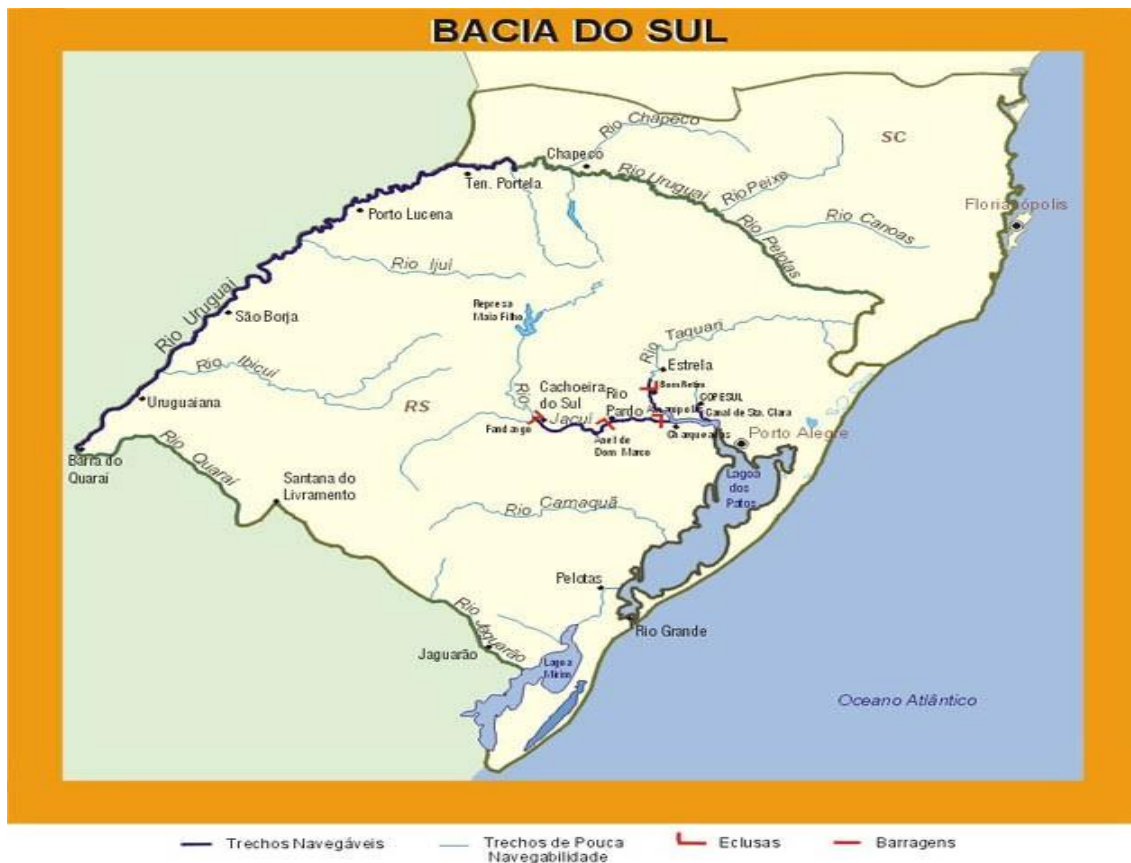 BACIA DO SUL
Rio Chapeco
SC
Chapecó
Rio Uruguai
Ten. Portela
Rio Peixe
Florianópolis
Porto Lucena
Rio Canoas
Rio Pelotas
Rio Ijuí
Rio Uruguai
Represa
Maia Filho
São Borja
Rio Taquari
Estrela
Rio Ibicuí
Bom Retiro
Uruguaiana
RS
Cachoeira
do Sul
Rio
Pardo
COPESUL
Canal de Sta. Clara
Rio
Jacuí
Fandango
Anel de
Dom Marco
Charqueadas
Porto Alegre
Barra do
Quaraí
Rio Quaraí
Santana do
Livramento
Lagoa
dos
Patos
Rio Camaquã
Pelotas
Rio Grande
Rio Jaguarão
Jaguarão
Lagoa
Mirim
Oceano Atlântico
Trechos Navegáveis
Trechos de Pouca
Navegabilidade
Eclusas
Barragens